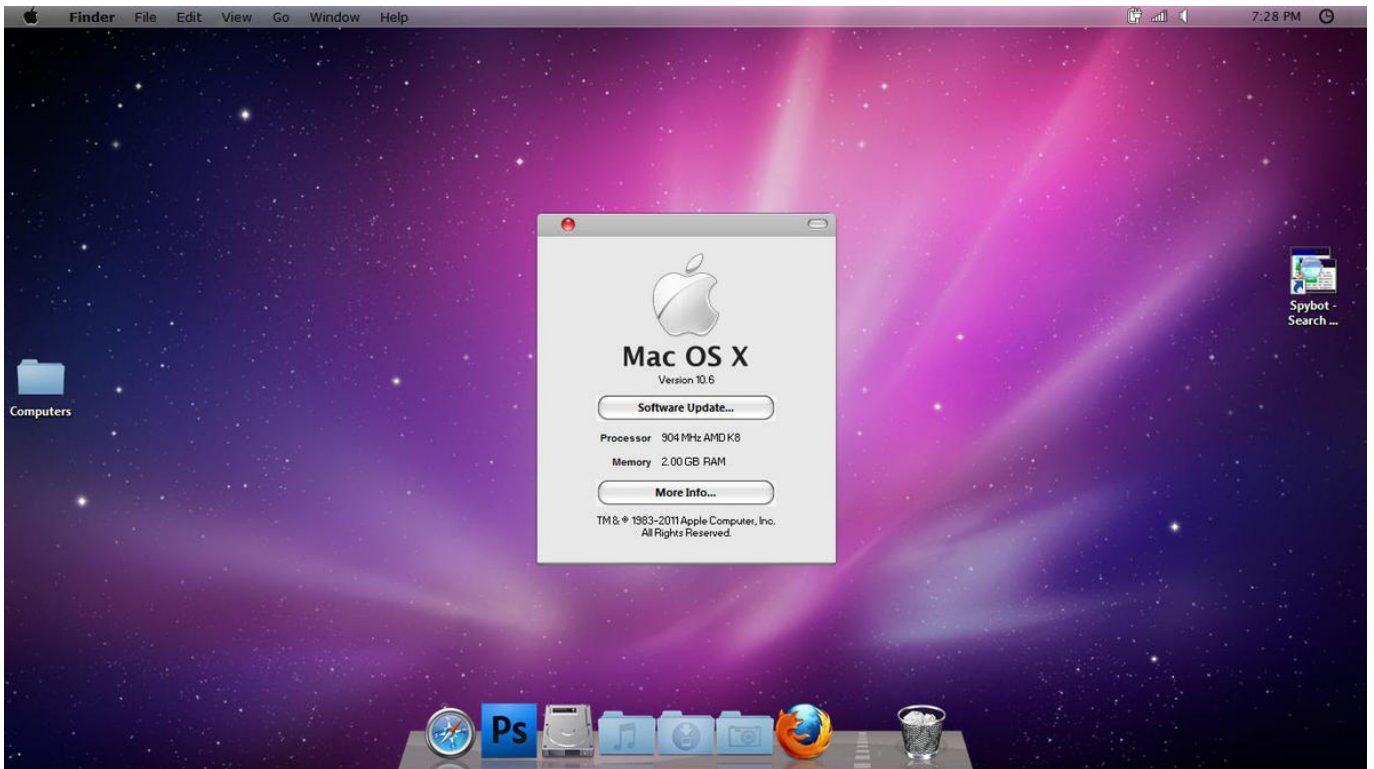 Finder File Edit View Go Window Help 7:28 PM
Mac OS X
Version 10.6
Software Update...
Processor 904 MHz AMD K8
Memory 2.00 GB RAM
More Info...
TM & ® 1983-2011 Apple Computer, Inc.
All Rights Reserved.
Spybot -
Search ...
Computers
Ps